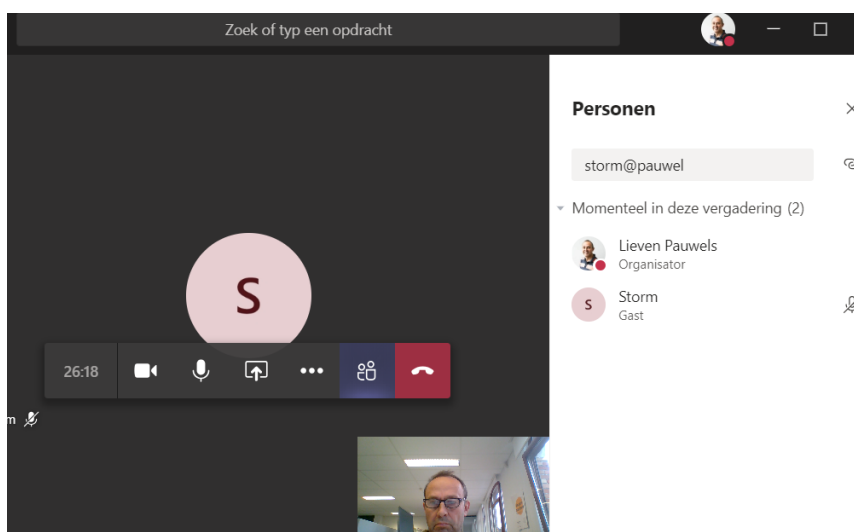 Zoek of typ een opdracht
Personen
storm@pauwel
Momenteel in deze vergadering (2)
Lieven Pauwels
Organisator
S
Storm
Gast
S
26:18
m